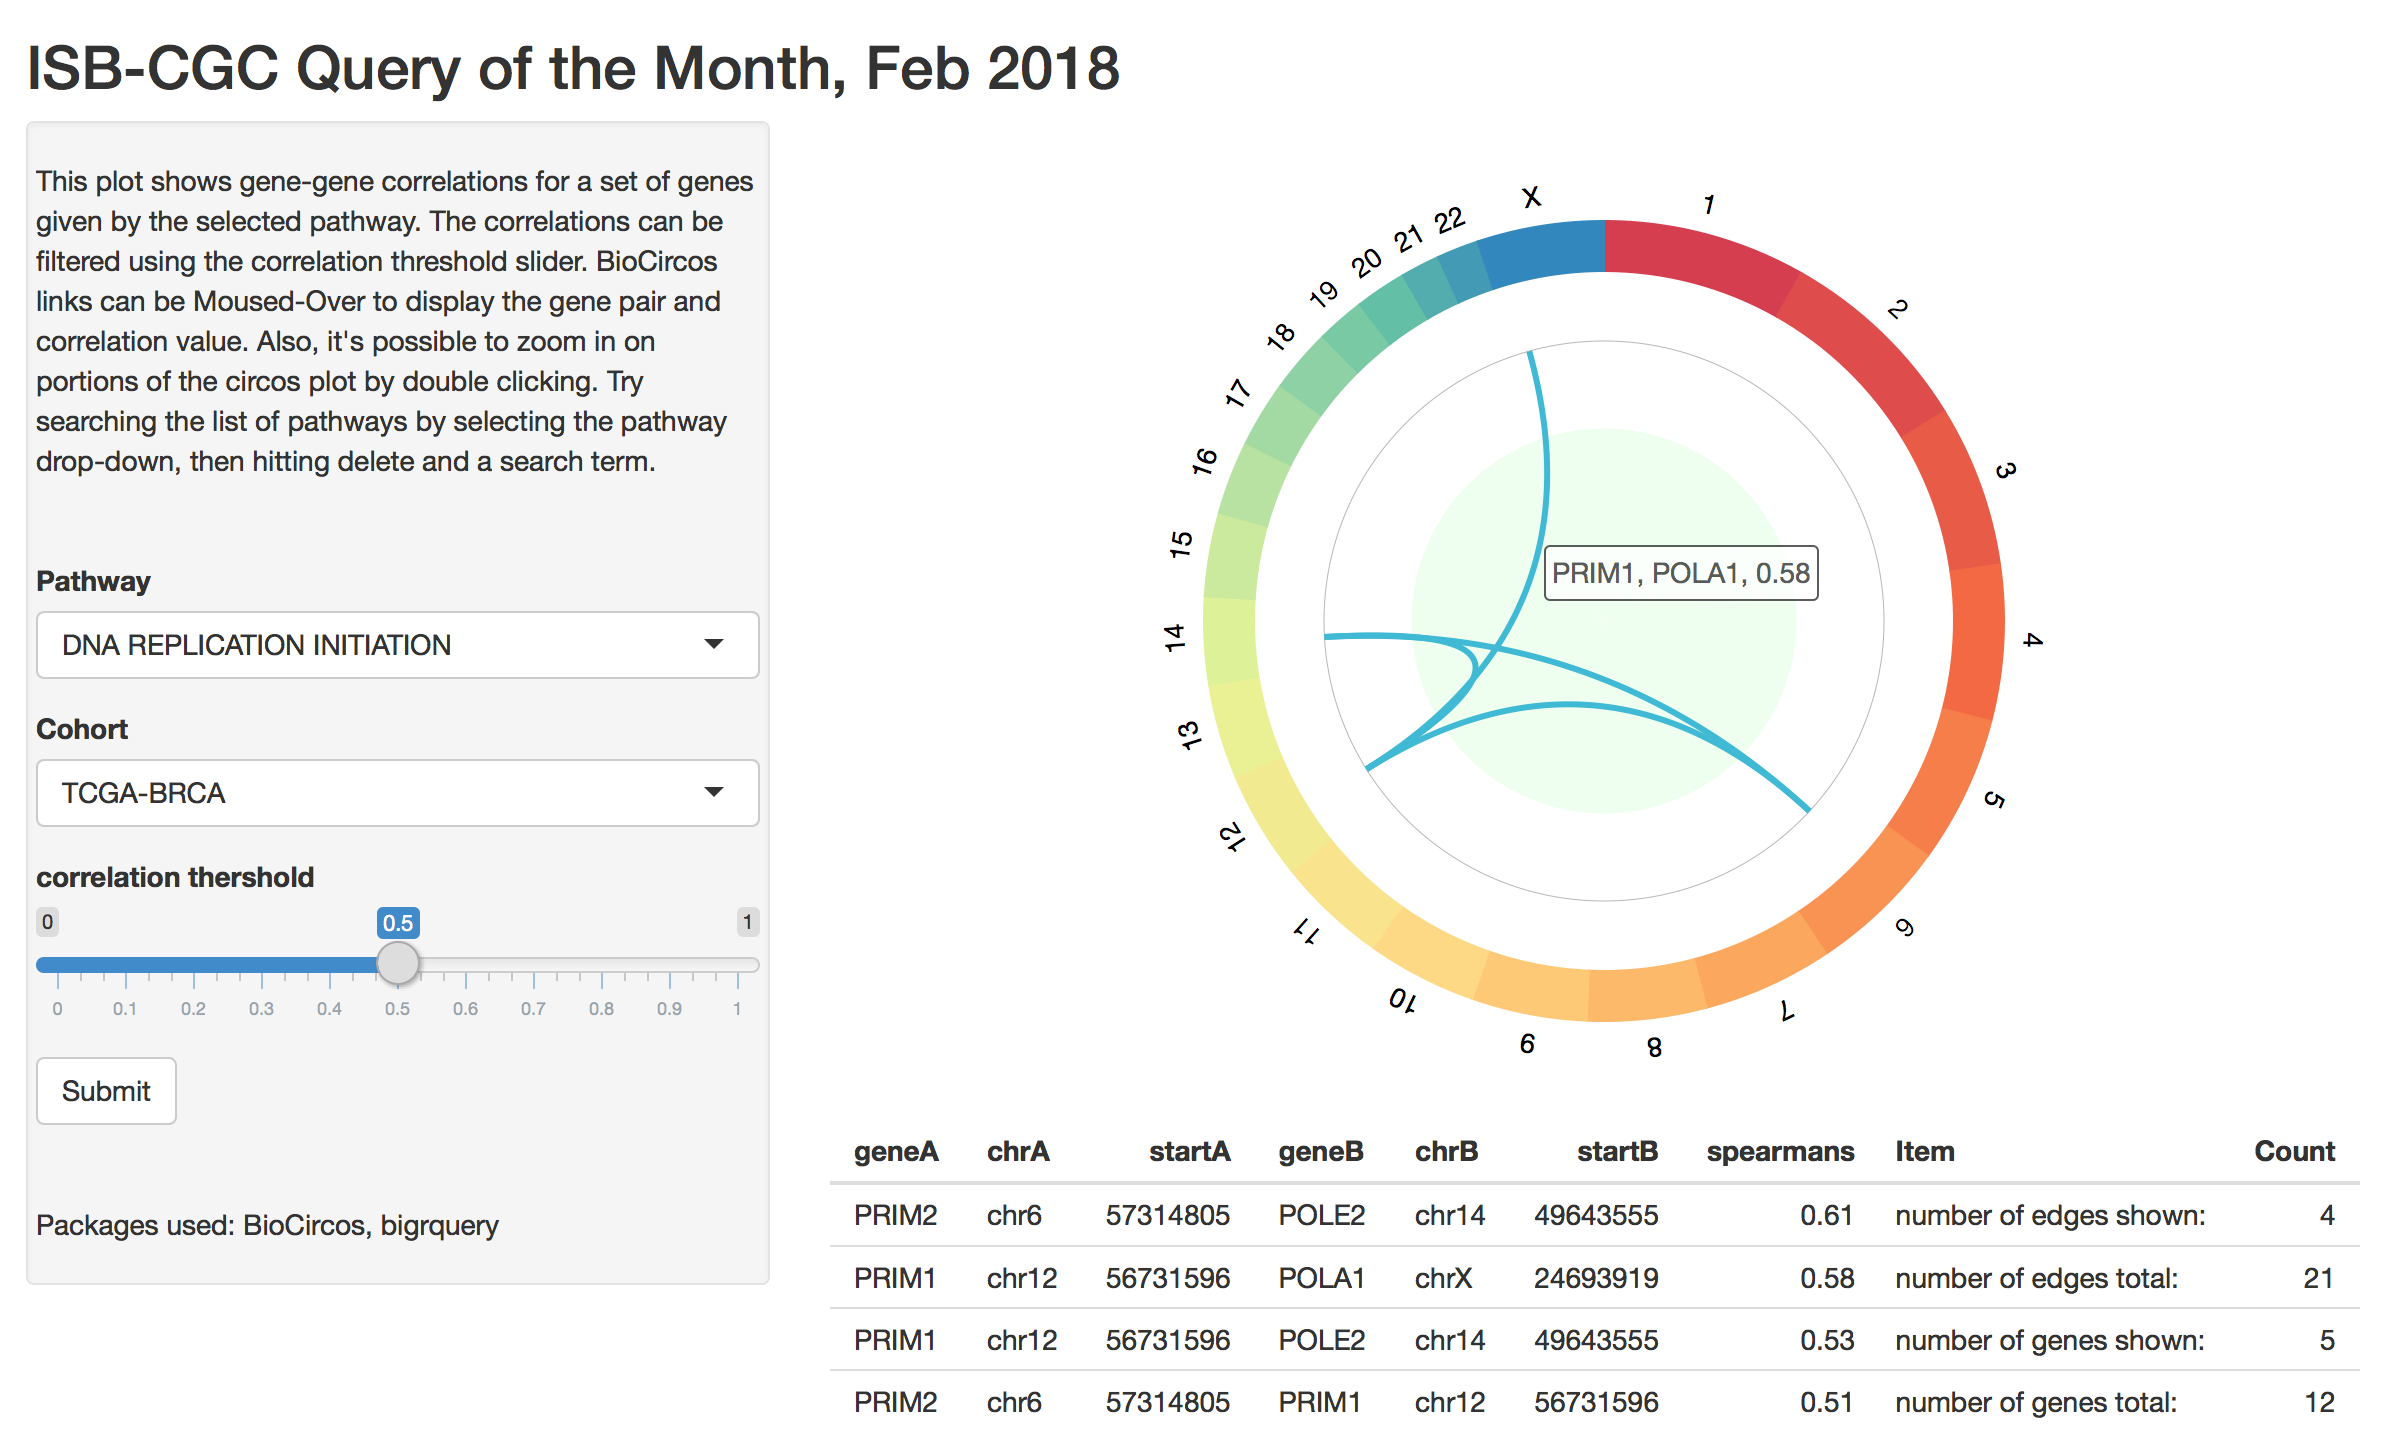 ISB-CGC Query of the Month, Feb 2018
This plot shows gene-gene correlations for a set of genes
given by the selected pathway. The correlations can be
filtered using the correlation threshold slider. BioCircos
links can be Moused-Over to display the gene pair and
correlation value. Also, it's possible to zoom in on
portions of the circos plot by double clicking. Try
searching the list of pathways by selecting the pathway
drop-down, then hitting delete and a search term.
Pathway
DNA REPLICATION INITIATION
Cohort
TCGA-BRCA
correlation thershold
0 0.5 1
0 0.1 0.2 0.3 0.4 0.5 0.6 0.7 0.8 0.9 1
Submit
Packages used: BioCircos, bigrquery
1
2
3
4
5
6
7
8
9
10
11
12
13
14
15
16
17
18
19
20
21
22
X
PRIM1, POLA1, 0.58
geneA chrA startA geneB chrB startB spearmans Item Count
PRIM2 chr6 57314805 POLE2 chr14 49643555 0.61 number of edges shown: 4
PRIM1 chr12 56731596 POLA1 chrX 24693919 0.58 number of edges total: 21
PRIM1 chr12 56731596 POLE2 chr14 49643555 0.53 number of genes shown: 5
PRIM2 chr6 57314805 PRIM1 chr12 56731596 0.51 number of genes total: 12